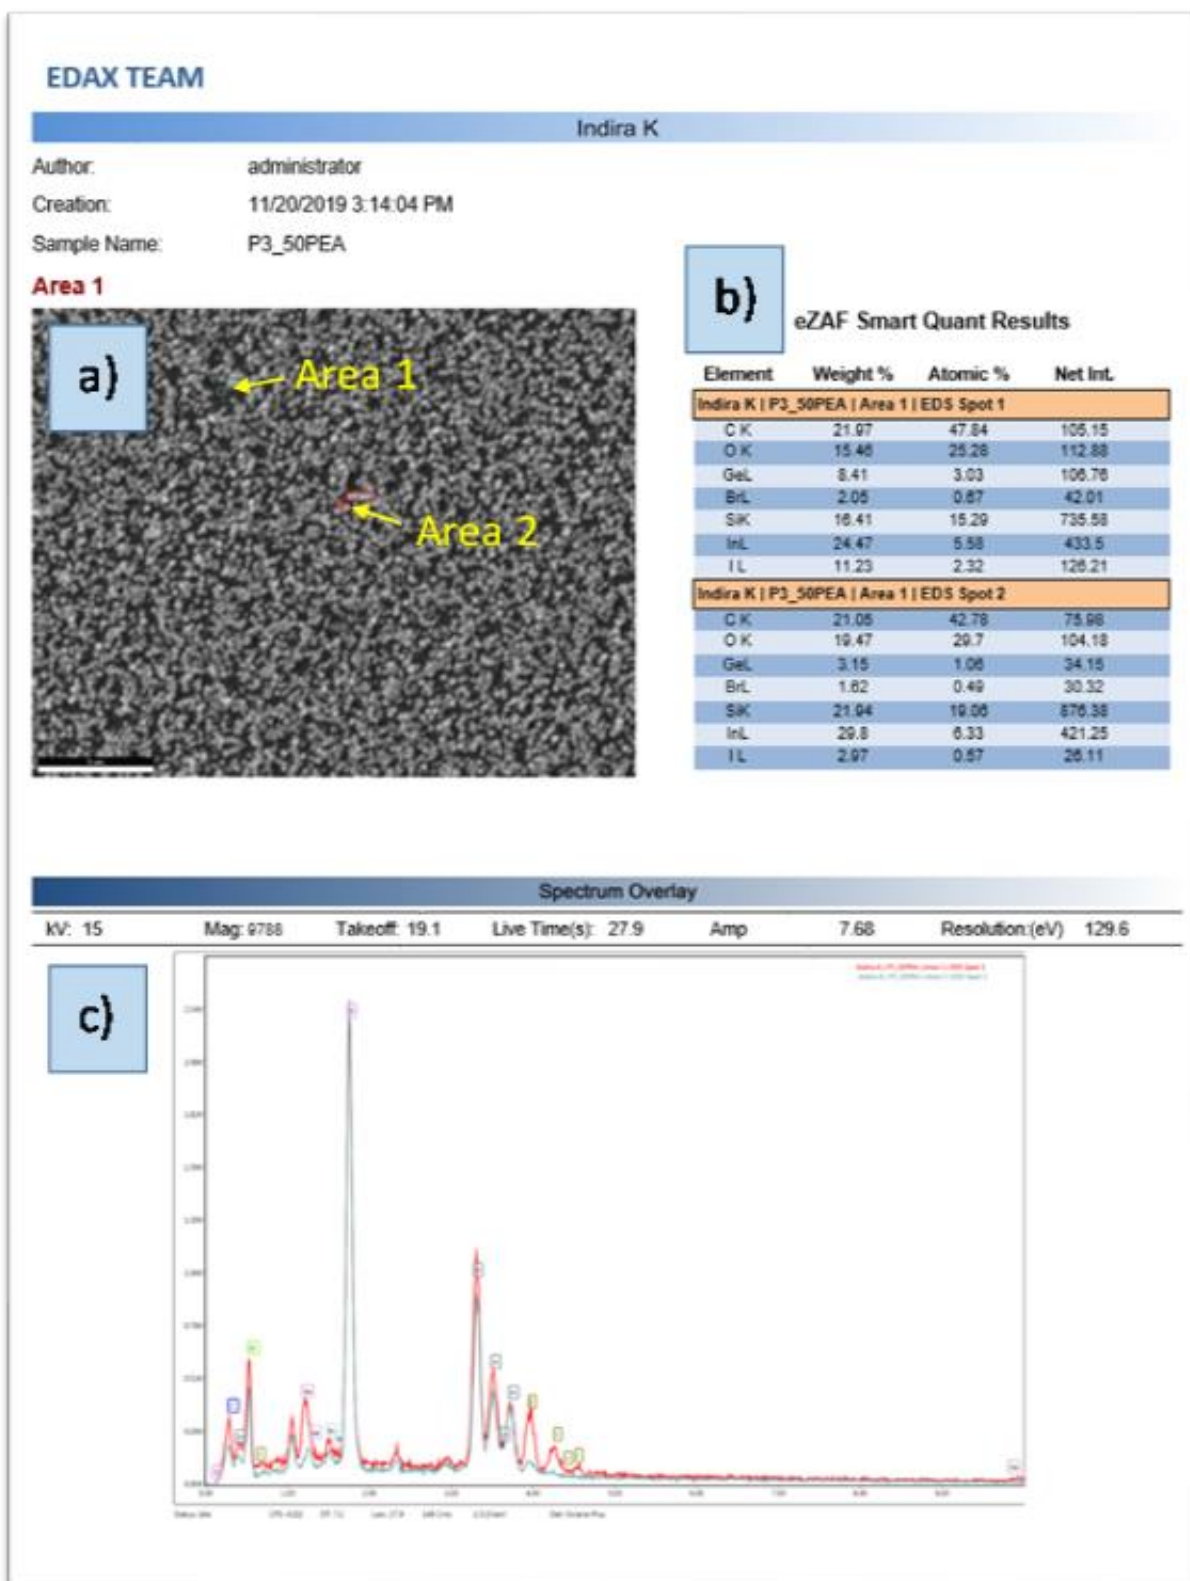 EDAX TEAM
Indira K
Author: administrator
Creation: 11/20/2019 3:14:04 PM
Sample Name: P3_50PEA
Area 1
a)
Area 1
Area 2
b)
eZAF Smart Quant Results
Element Weight % Atomic % Net Int.
Indira K | P3_50PEA | Area 1 | EDS Spot 1
C K 21.97 47.84 105.15
O K 15.46 25.28 112.88
GeL 8.41 3.03 106.76
BrL 2.05 0.67 42.01
SiK 16.41 15.29 735.58
InL 24.47 5.58 433.5
I L 11.23 2.32 126.21
Indira K | P3_50PEA | Area 1 | EDS Spot 2
C K 21.05 42.78 75.98
O K 19.47 29.7 104.18
GeL 3.15 1.06 34.15
BrL 1.62 0.49 30.32
SiK 21.94 19.06 876.38
InL 29.8 6.33 421.25
I L 2.97 0.57 26.11
Spectrum Overlay
kV: 15 Mag: 9788 Takeoff: 19.1 Live Time(s): 27.9 Amp 7.68 Resolution:(eV) 129.6
c)